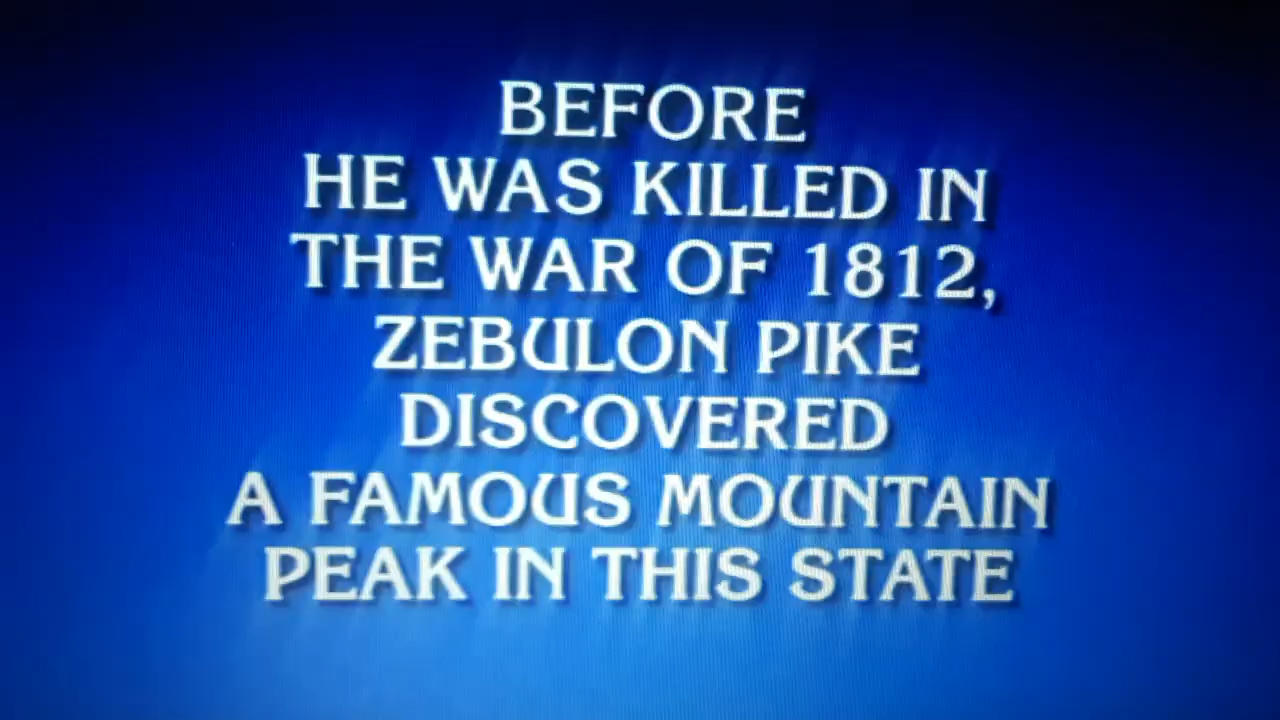 BEFORE
HE WAS KILLED IN
THE WAR OF 1812,
ZEBULON PIKE
DISCOVERED
A FAMOUS MOUNTAIN
PEAK IN THIS STATE